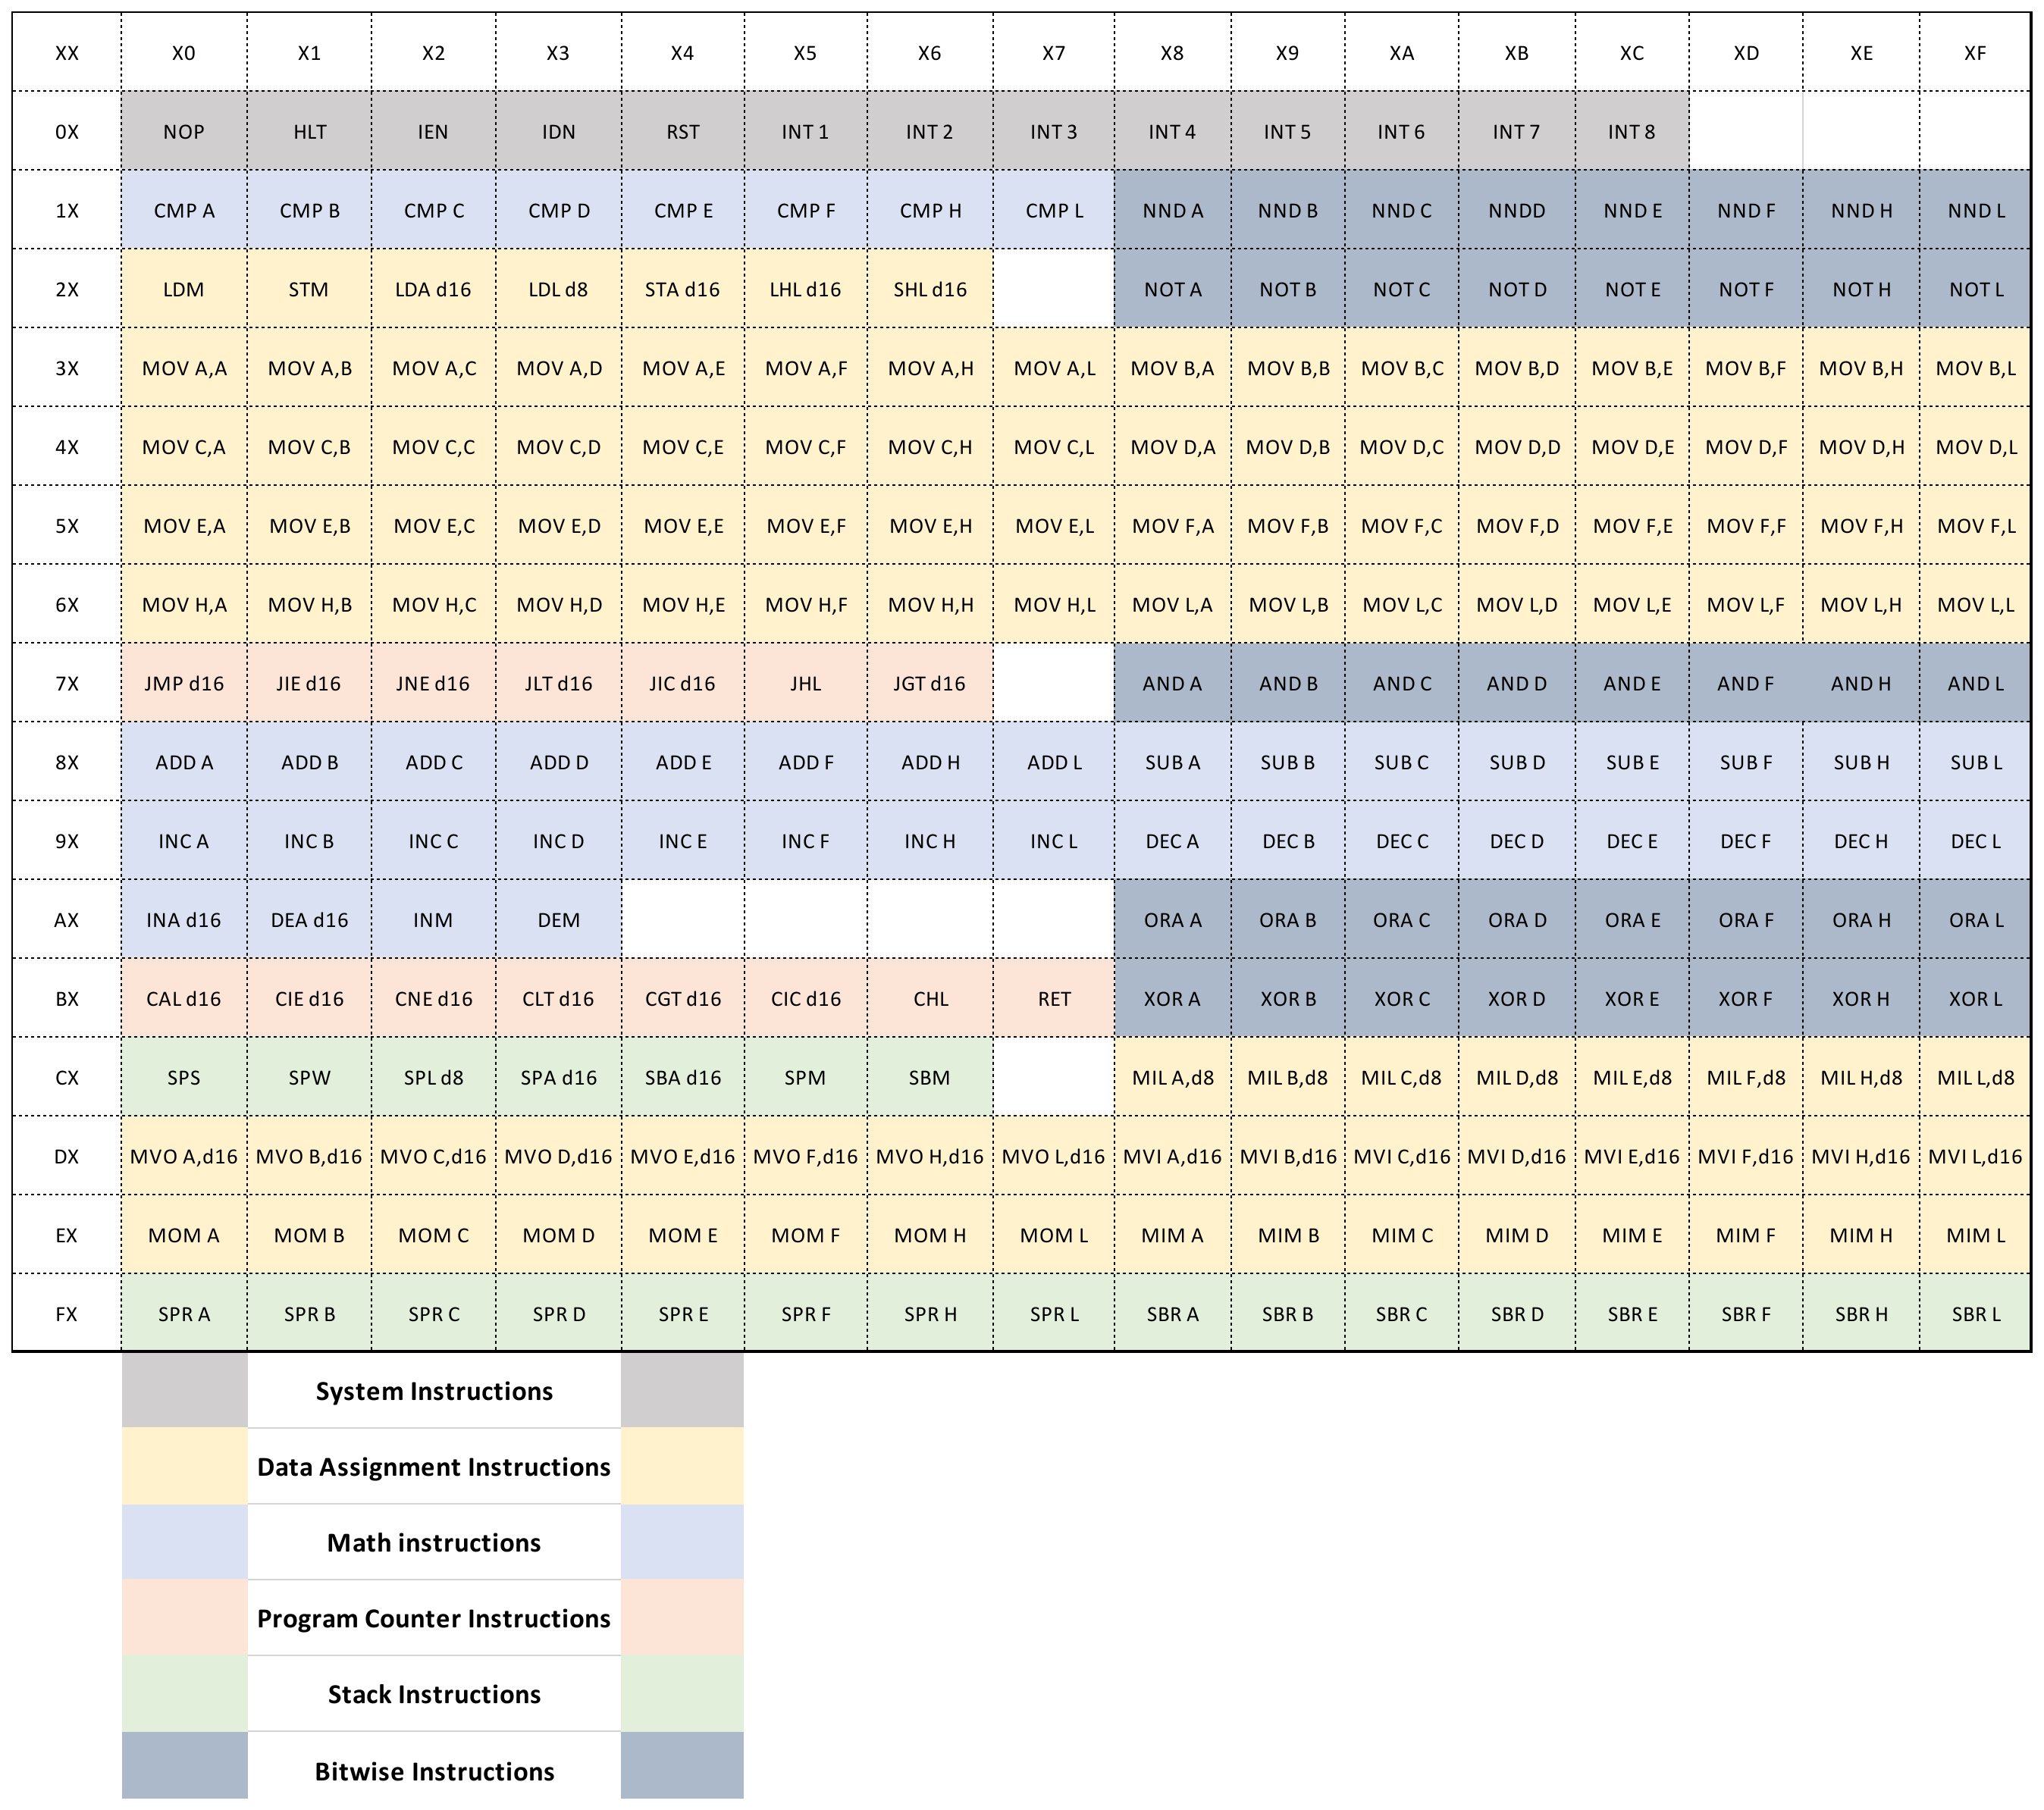 XX X0 X1 X2 X3 X4 X5 X6 X7 X8 X9 XA XB XC XD XE XF
0X NOP HLT IEN IDN RST INT 1 INT 2 INT 3 INT 4 INT 5 INT 6 INT 7 INT 8
1X CMP A CMP B CMP C CMP D CMP E CMP F CMP H CMP L NND A NND B NND C NNDD NND E NND F NND H NND L
2X LDM STM LDA d16 LDL d8 STA d16 LHL d16 SHL d16 NOT A NOT B NOT C NOT D NOT E NOT F NOT H NOT L
3X MOV A,A MOV A,B MOV A,C MOV A,D MOV A,E MOV A,F MOV A,H MOV A,L MOV B,A MOV B,B MOV B,C MOV B,D MOV B,E MOV B,F MOV B,H MOV B,L
4X MOV C,A MOV C,B MOV C,C MOV C,D MOV C,E MOV C,F MOV C,H MOV C,L MOV D,A MOV D,B MOV D,C MOV D,D MOV D,E MOV D,F MOV D,H MOV D,L
5X MOV E,A MOV E,B MOV E,C MOV E,D MOV E,E MOV E,F MOV E,H MOV E,L MOV F,A MOV F,B MOV F,C MOV F,D MOV F,E MOV F,F MOV F,H MOV F,L
6X MOV H,A MOV H,B MOV H,C MOV H,D MOV H,E MOV H,F MOV H,H MOV H,L MOV L,A MOV L,B MOV L,C MOV L,D MOV L,E MOV L,F MOV L,H MOV L,L
7X JMP d16 JIE d16 JNE d16 JLT d16 JIC d16 JHL JGT d16 AND A AND B AND C AND D AND E AND F AND H AND L
8X ADD A ADD B ADD C ADD D ADD E ADD F ADD H ADD L SUB A SUB B SUB C SUB D SUB E SUB F SUB H SUB L
9X INC A INC B INC C INC D INC E INC F INC H INC L DEC A DEC B DEC C DEC D DEC E DEC F DEC H DEC L
AX INA d16 DEA d16 INM DEM ORA A ORA B ORA C ORA D ORA E ORA F ORA H ORA L
BX CAL d16 CIE d16 CNE d16 CLT d16 CGT d16 CIC d16 CHL RET XOR A XOR B XOR C XOR D XOR E XOR F XOR H XOR L
CX SPS SPW SPL d8 SPA d16 SBA d16 SPM SBM MIL A,d8 MIL B,d8 MIL C,d8 MIL D,d8 MIL E,d8 MIL F,d8 MIL H,d8 MIL L,d8
DX MVO A,d16 MVO B,d16 MVO C,d16 MVO D,d16 MVO E,d16 MVO F,d16 MVO H,d16 MVO L,d16 MVI A,d16 MVI B,d16 MVI C,d16 MVI D,d16 MVI E,d16 MVI F,d16 MVI H,d16 MVI L,d16
EX MOM A MOM B MOM C MOM D MOM E MOM F MOM H MOM L MIM A MIM B MIM C MIM D MIM E MIM F MIM H MIM L
FX SPR A SPR B SPR C SPR D SPR E SPR F SPR H SPR L SBR A SBR B SBR C SBR D SBR E SBR F SBR H SBR L
System Instructions
Data Assignment Instructions
Math instructions
Program Counter Instructions
Stack Instructions
Bitwise Instructions